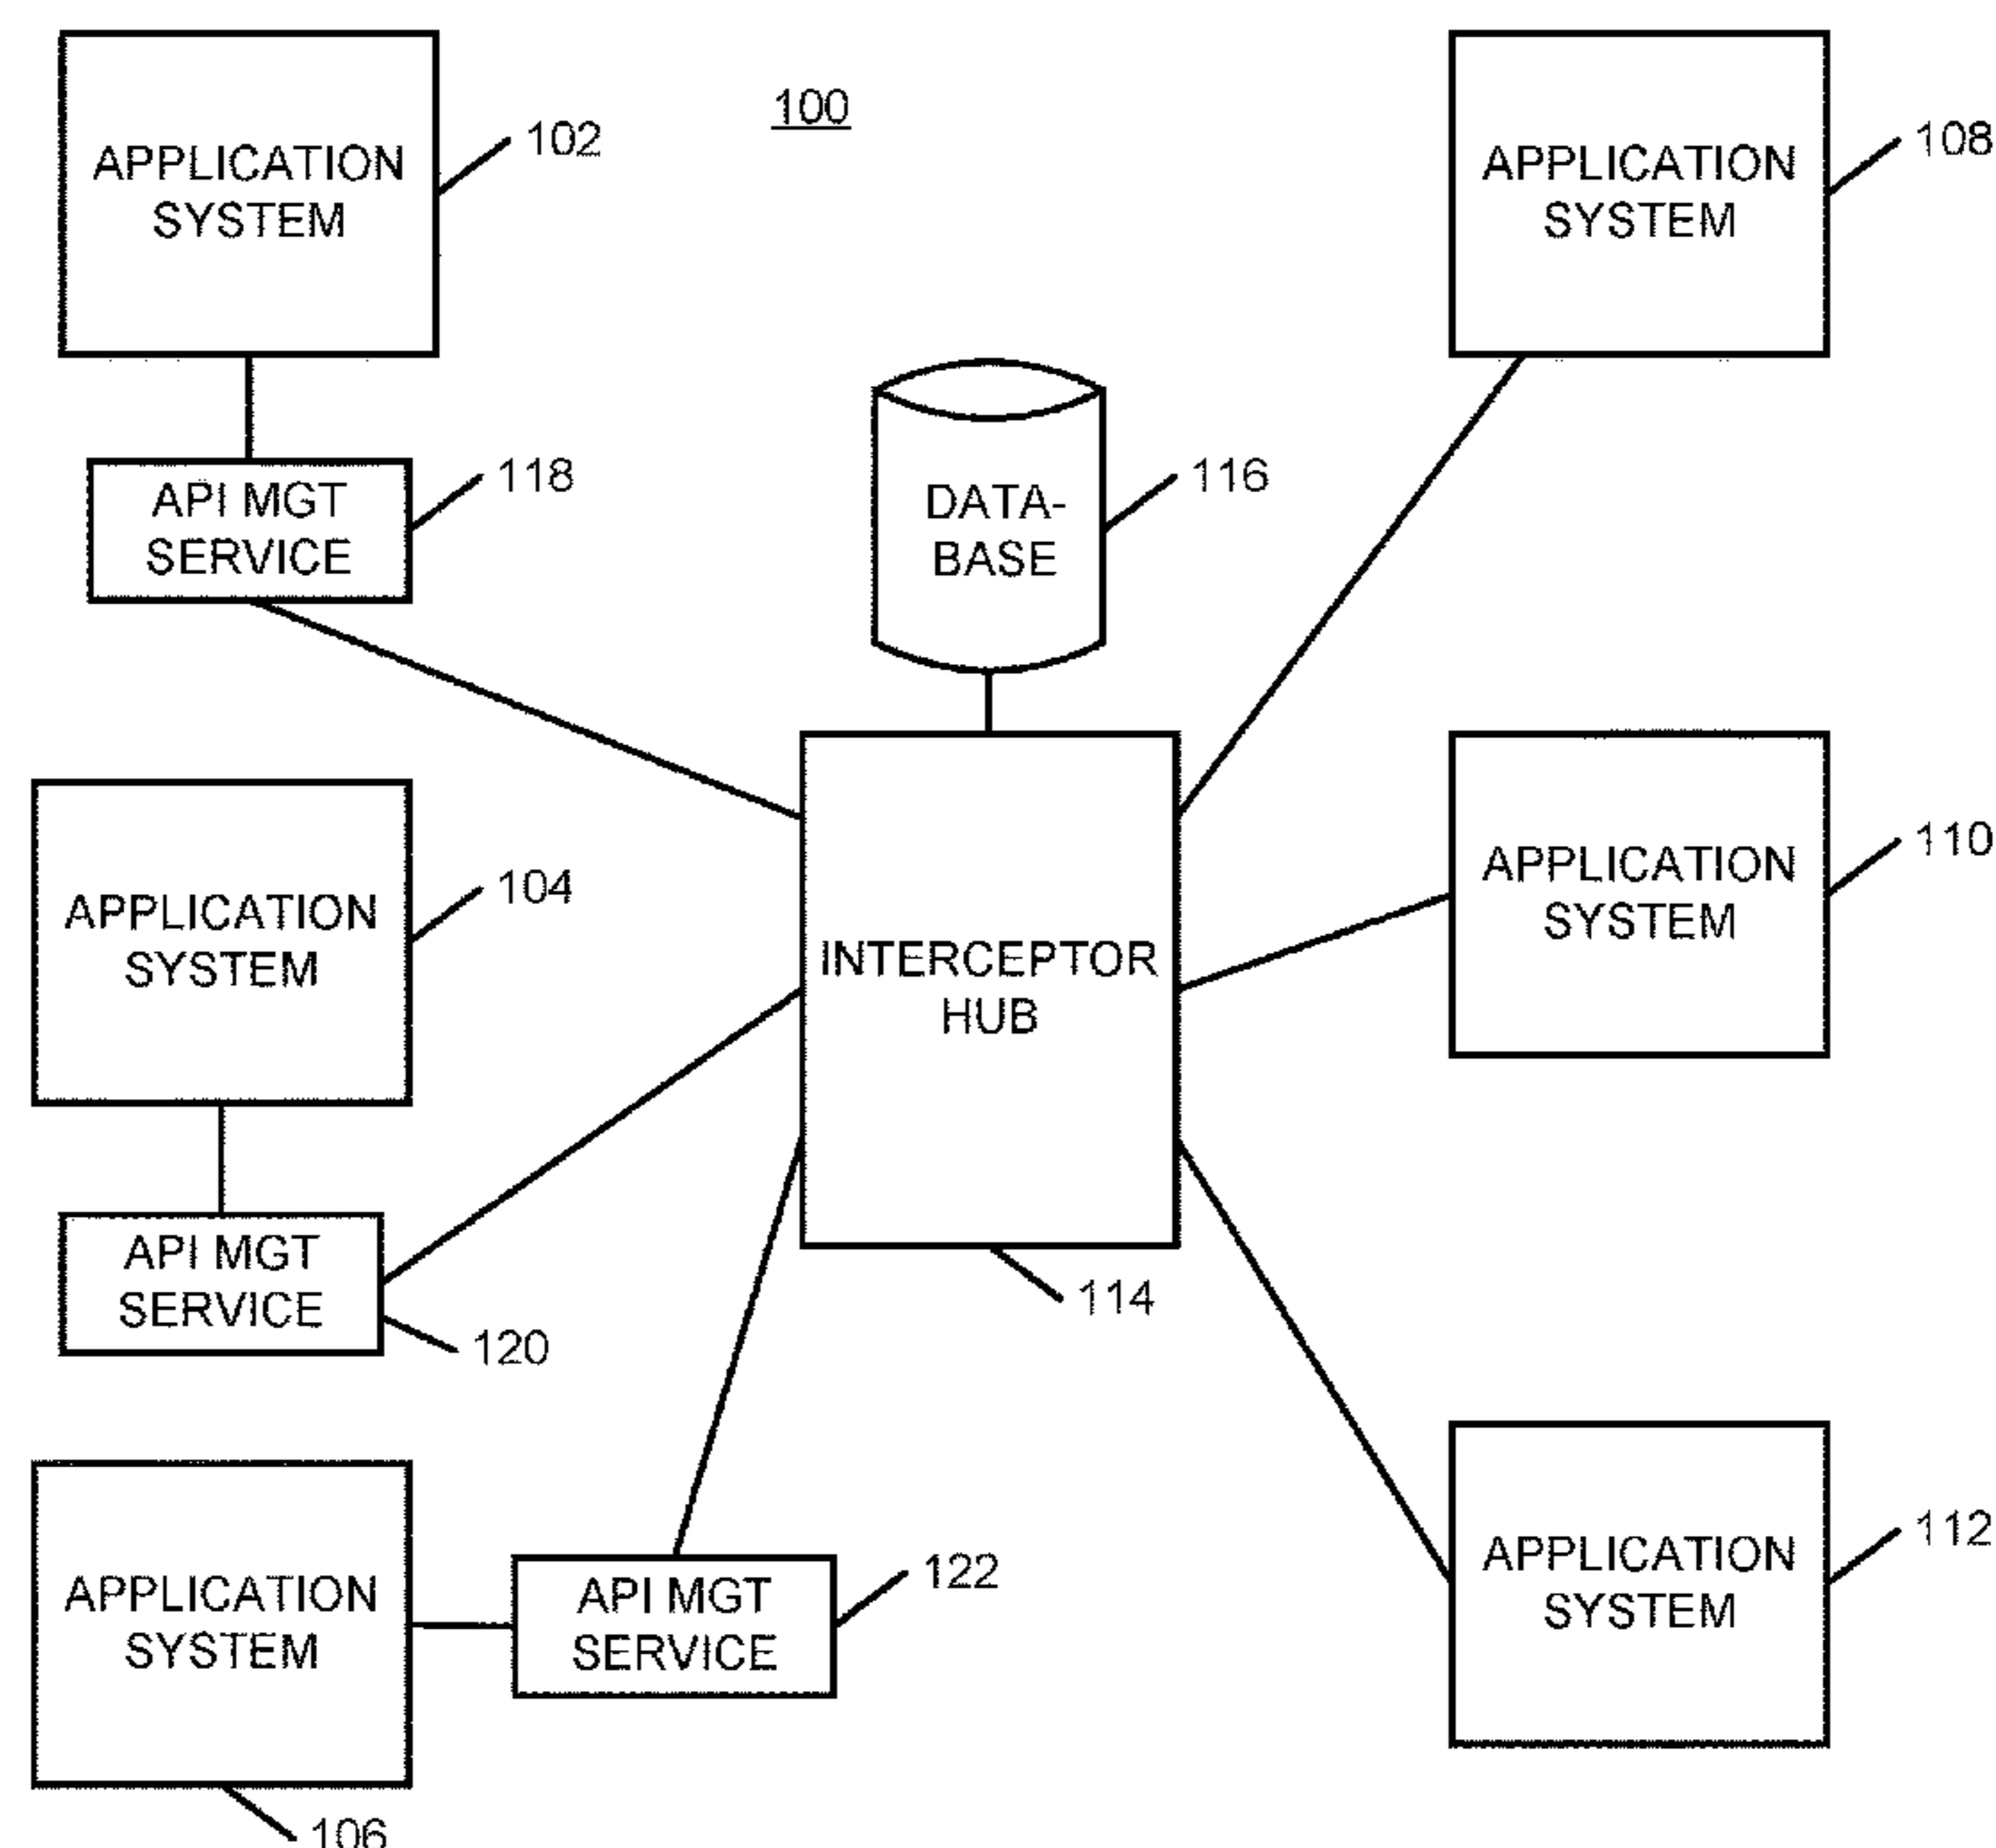 100
APPLICATION
SYSTEM
102
API MGT
SERVICE
118
APPLICATION
SYSTEM
104
API MGT
SERVICE
120
APPLICATION
SYSTEM
106
API MGT
SERVICE
122
DATA-
BASE
116
INTERCEPTOR
HUB
114
APPLICATION
SYSTEM
108
APPLICATION
SYSTEM
110
APPLICATION
SYSTEM
112